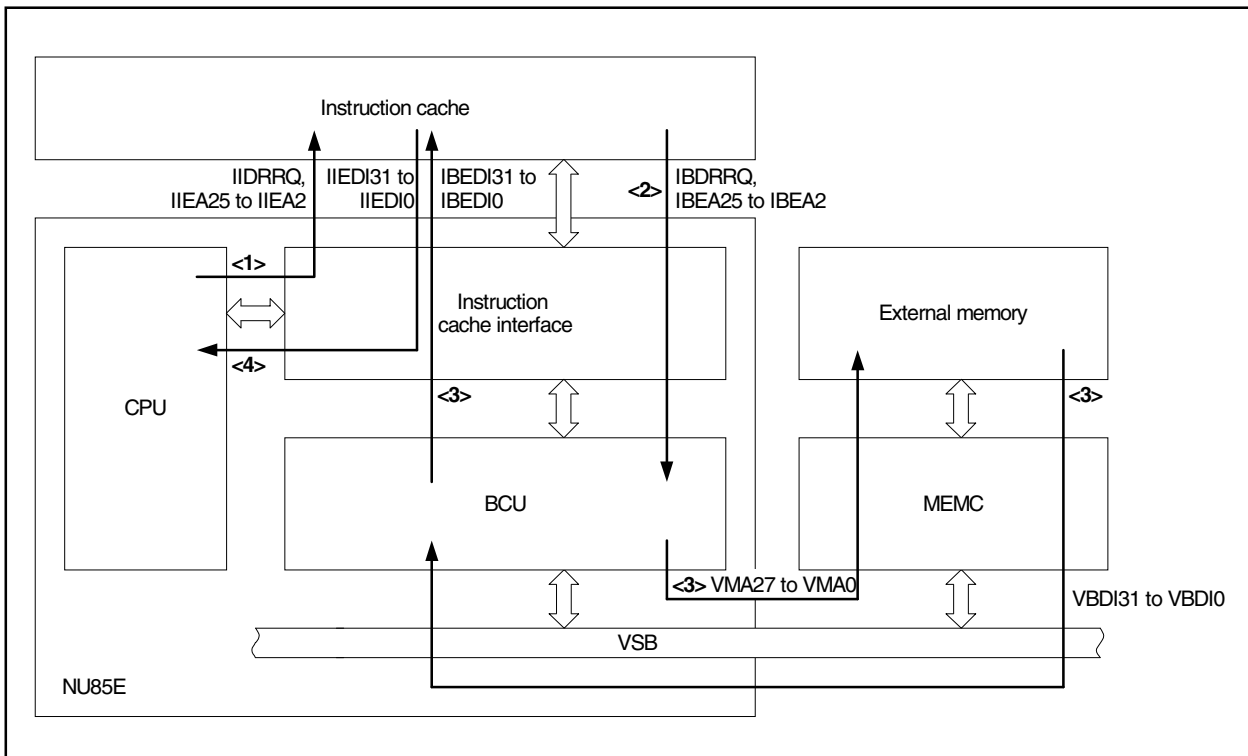 Instruction cache
IIDRRQ,
IIEA25 to IIEA2
IIEDI31 to
IIEDI0
IBEDI31 to
IBEDI0
<2>
IBDRRQ,
IBEA25 to IBEA2
<1>
Instruction
cache interface
External memory
<4>
CPU
<3>
<3>
BCU
MEMC
<3> VMA27 to VMA0
VBDI31 to VBDI0
VSB
NU85E